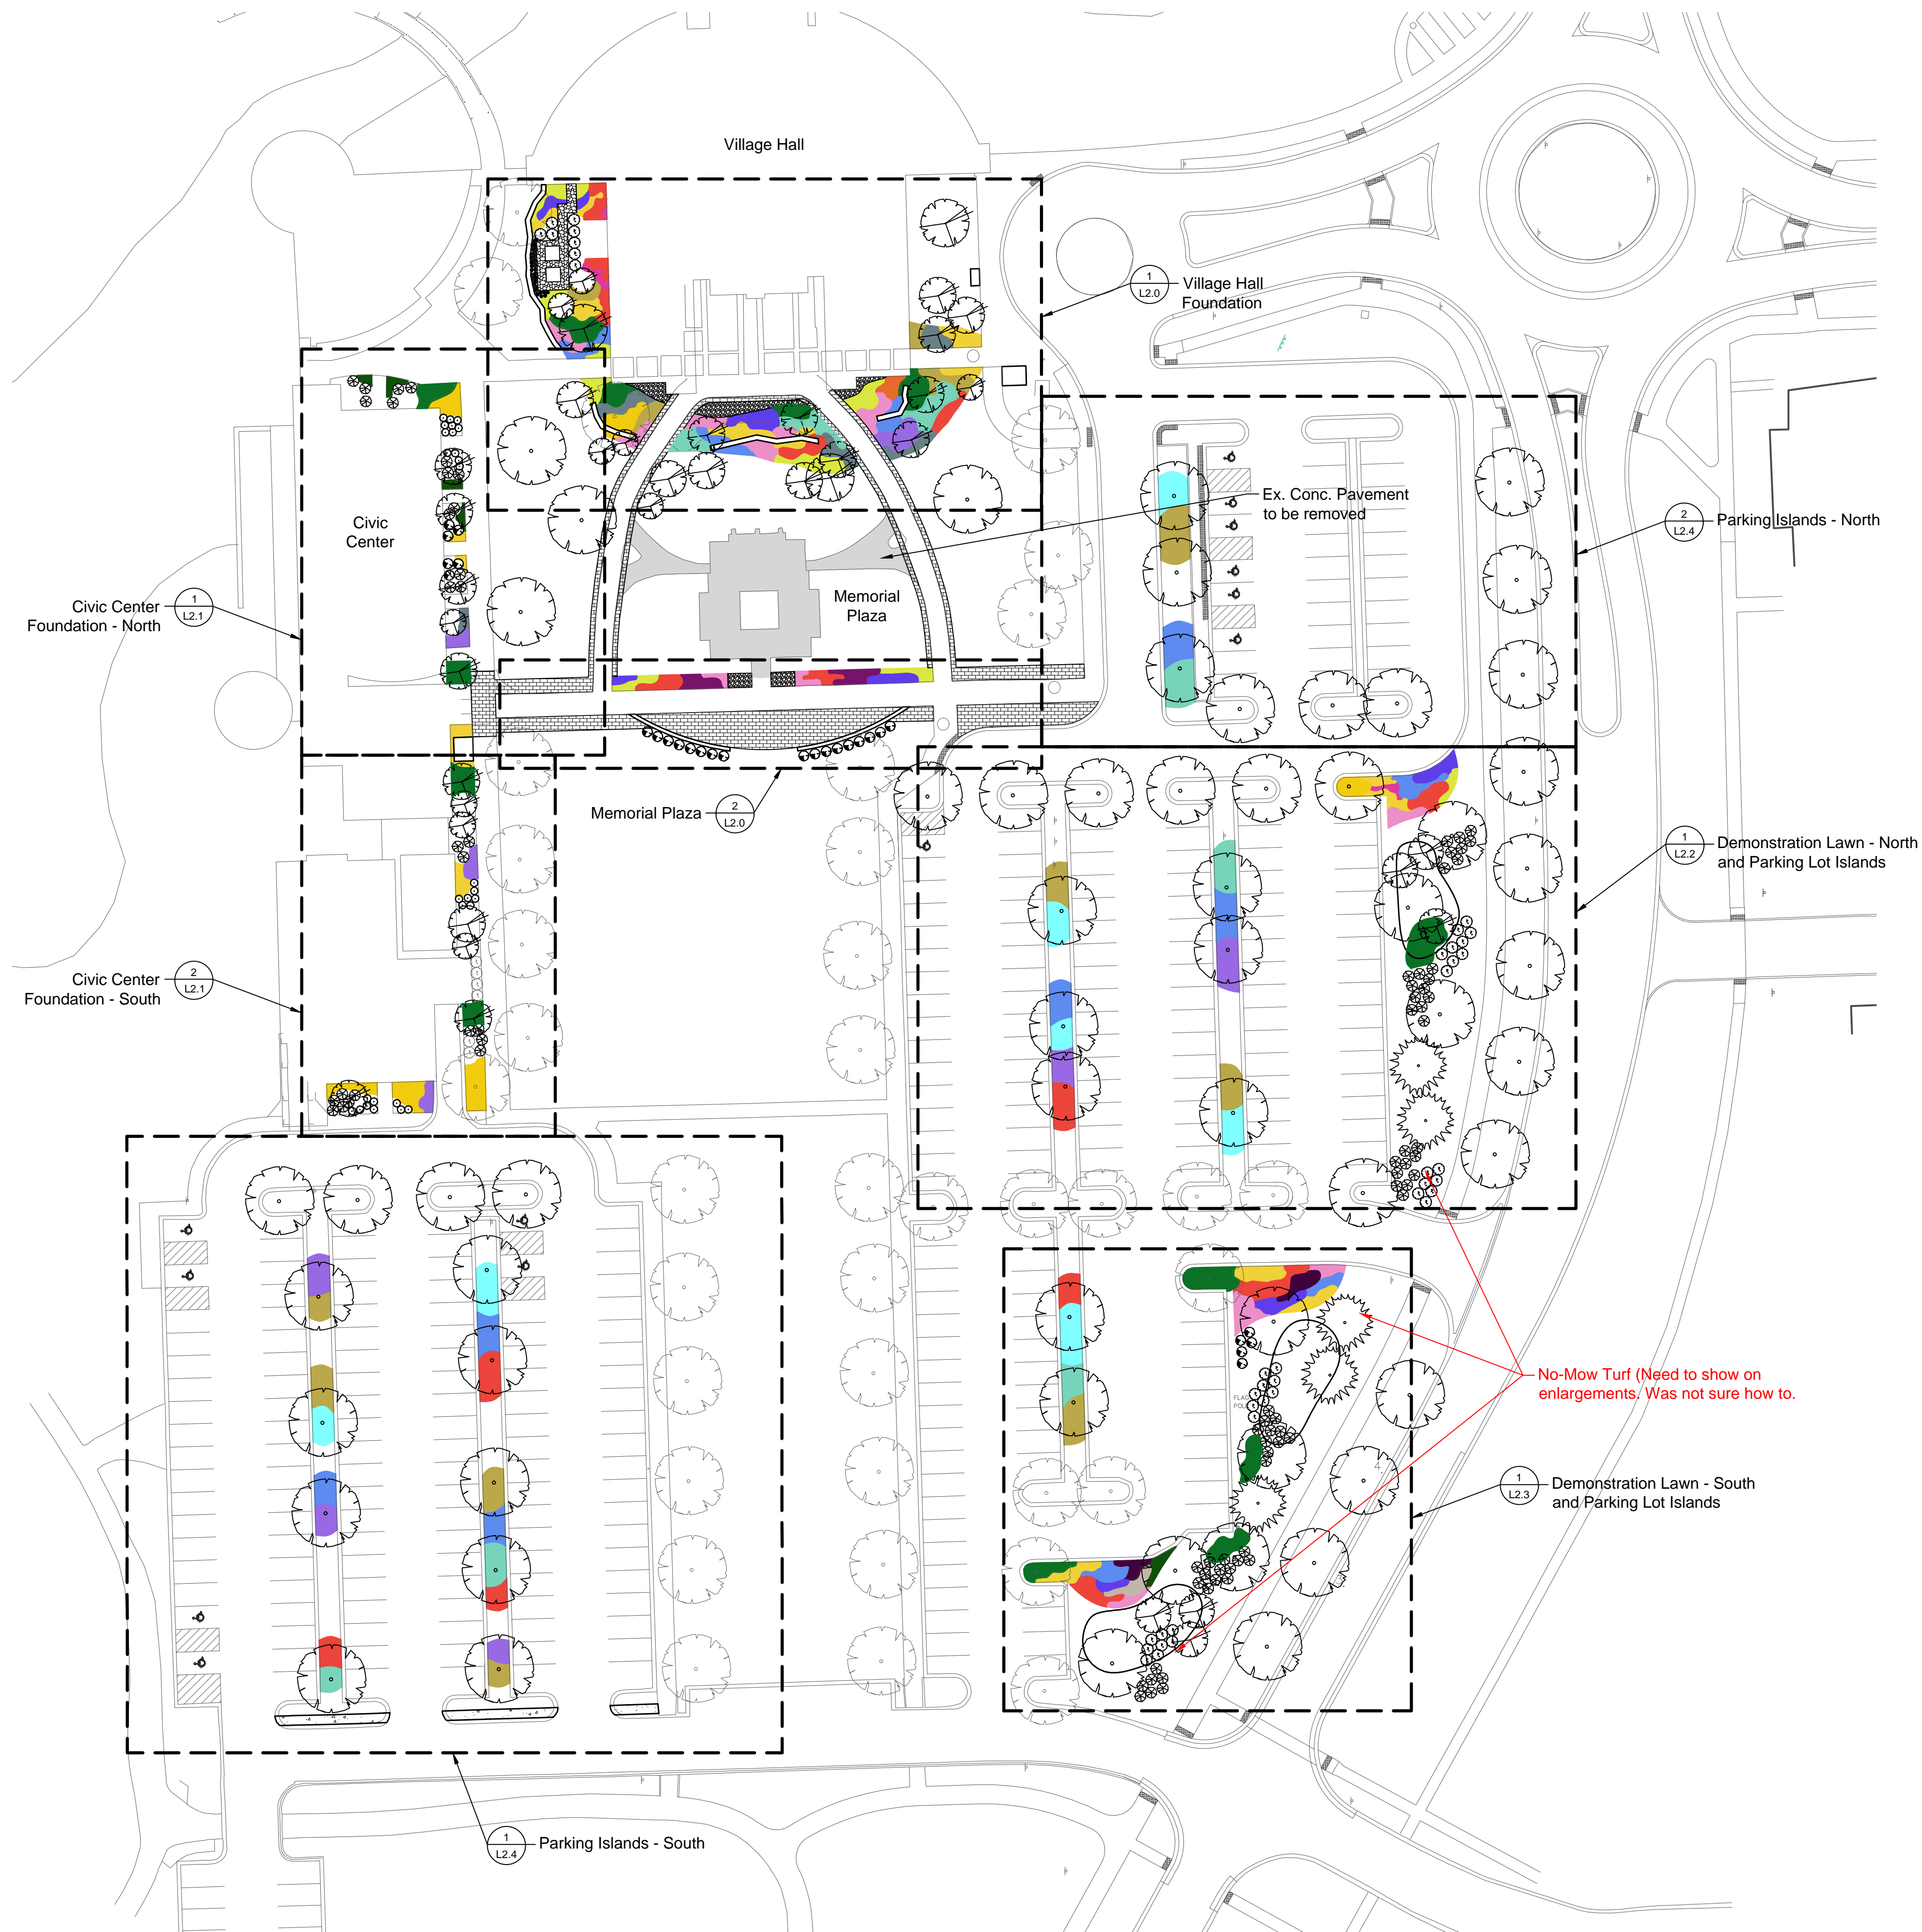 Village Hall
1
L2.0
Village Hall
Foundation
Ex. Conc. Pavement
to be removed
2
L2.4
Parking Islands - North
Civic
Center
Memorial
Plaza
Civic Center
Foundation - North
1
L2.1
Memorial Plaza
2
L2.0
1
L2.2
Demonstration Lawn - North
and Parking Lot Islands
Civic Center
Foundation - South
2
L2.1
No-Mow Turf (Need to show on
enlargements. Was not sure how to.
FLAG
POLE
4.
1
L2.3
Demonstration Lawn - South
and Parking Lot Islands
1
L2.4
Parking Islands - South